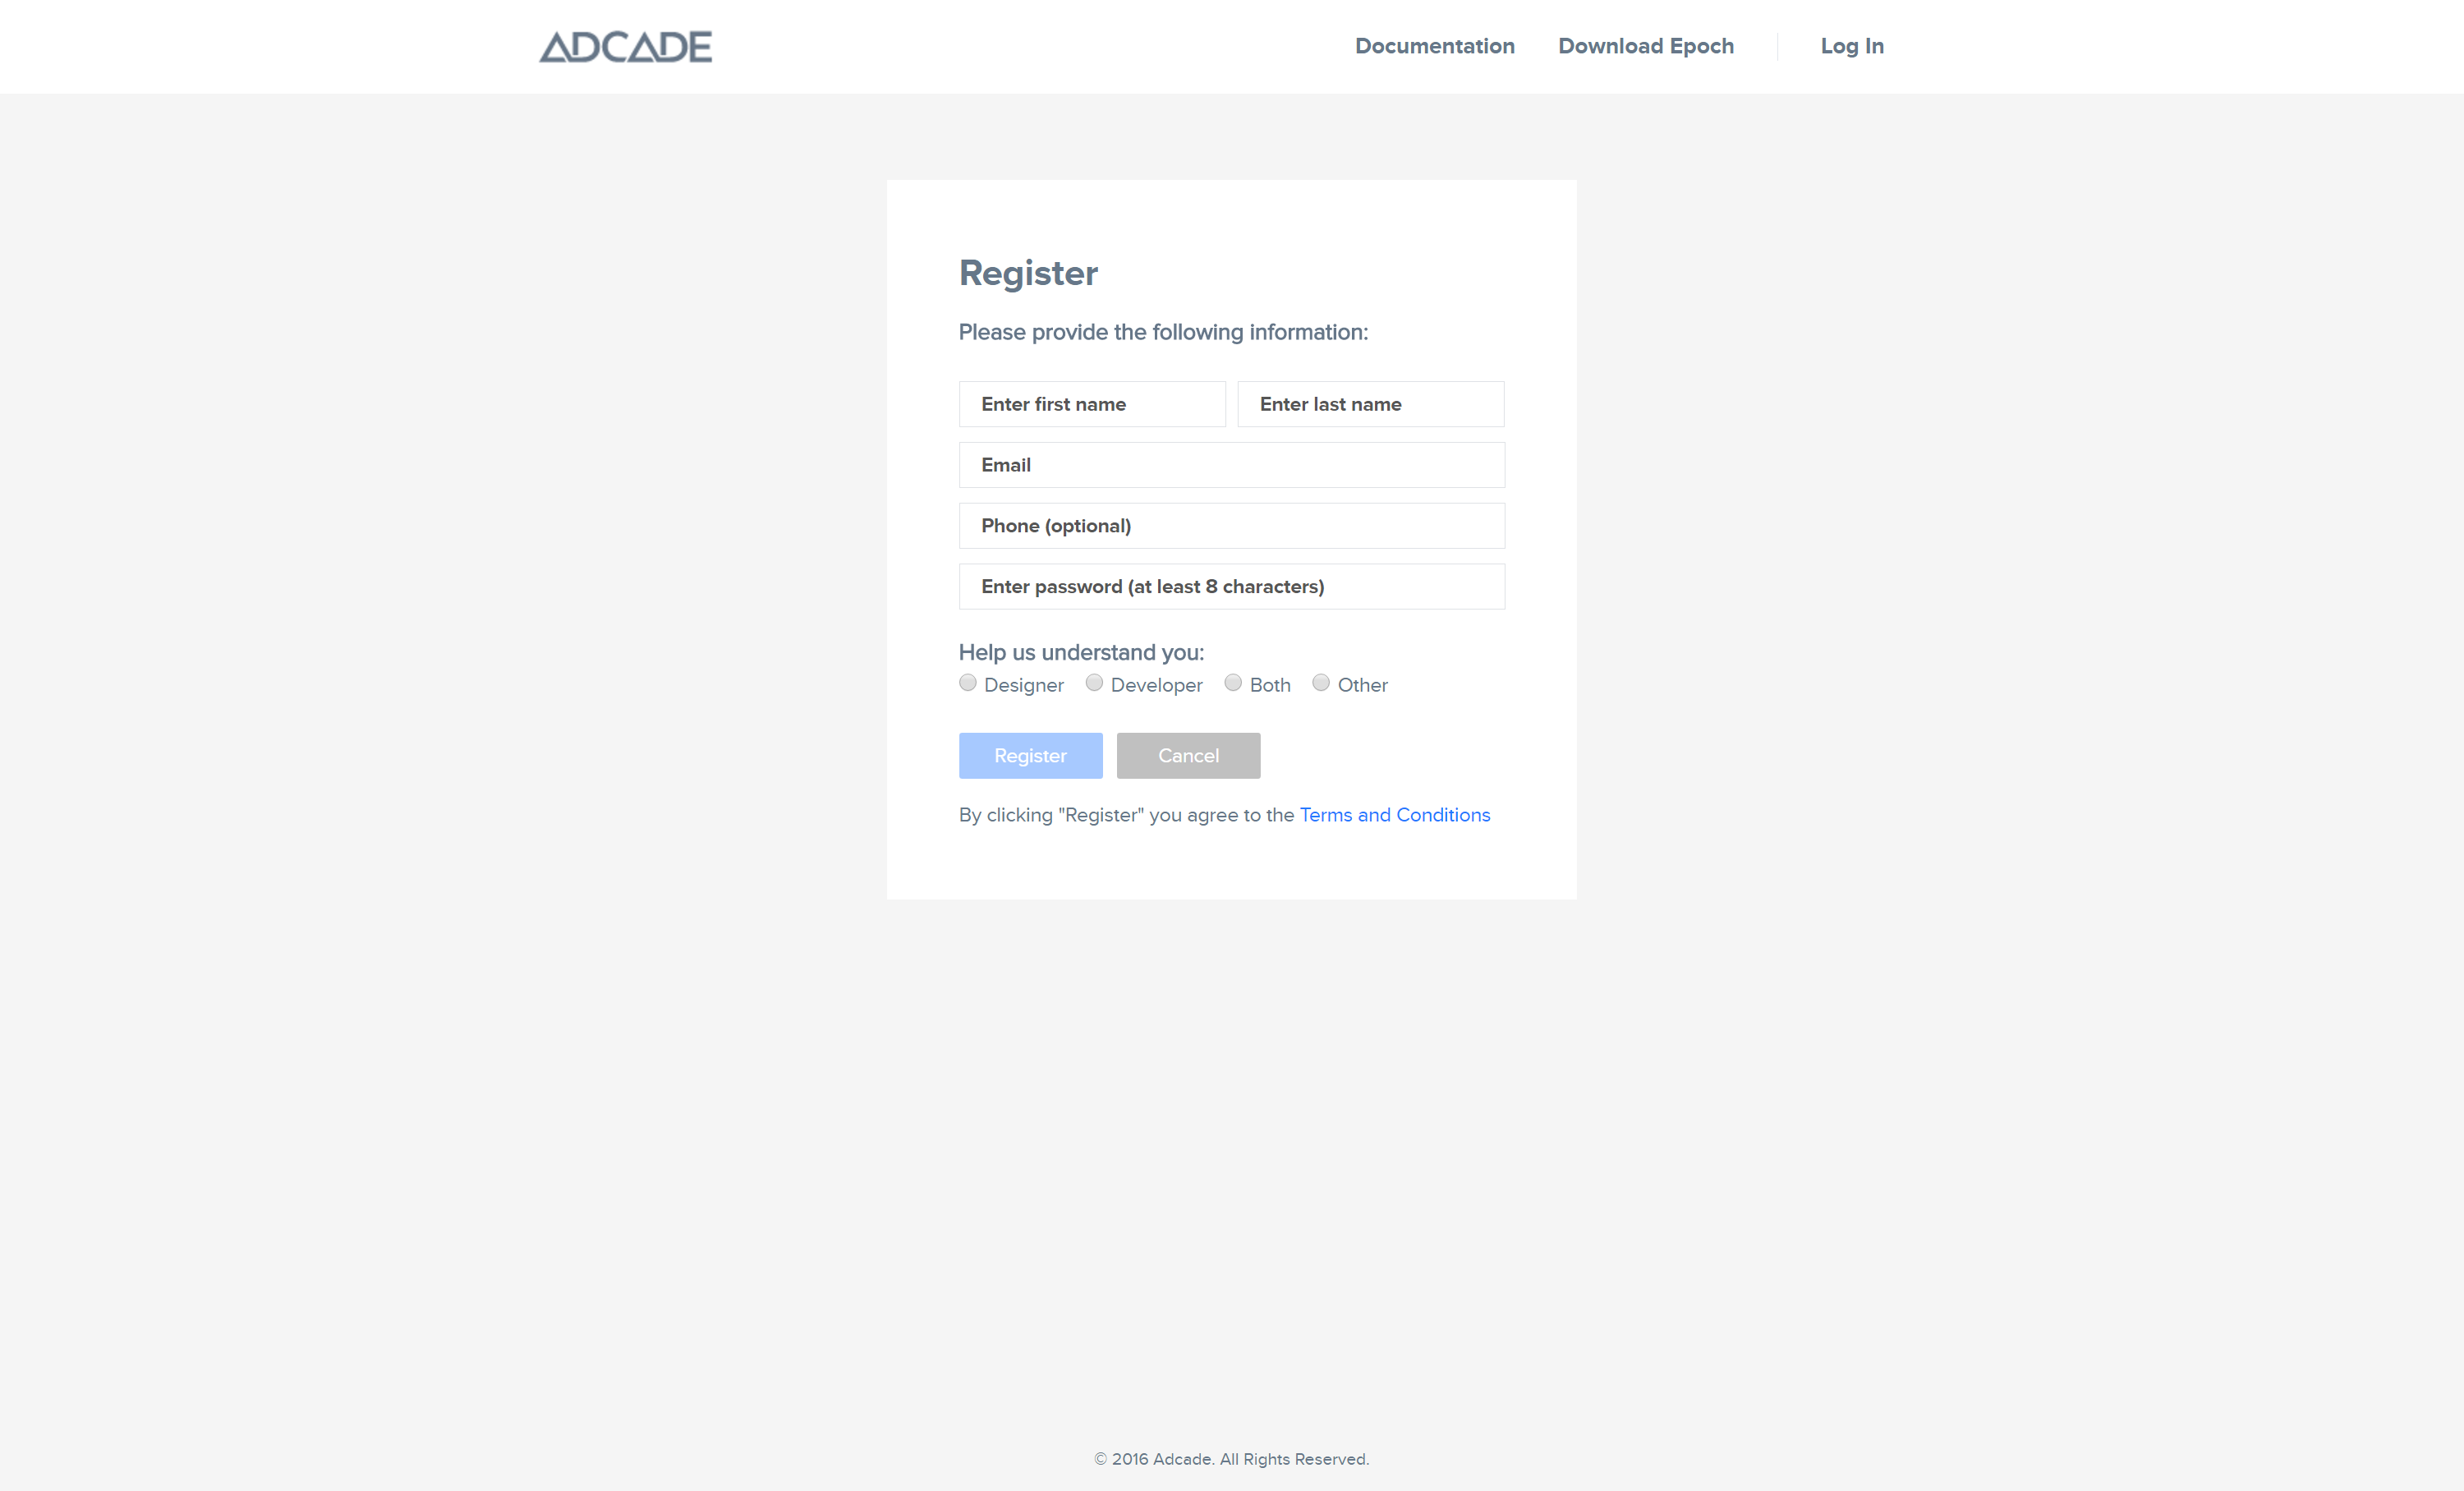 ADCADE
Documentation Download Epoch Log In
Register
Please provide the following information:
Enter first name Enter last name
Email
Phone (optional)
Enter password (at least 8 characters)
Help us understand you:
Designer Developer Both Other
Register Cancel
By clicking "Register" you agree to the Terms and Conditions
© 2016 Adcade. All Rights Reserved.